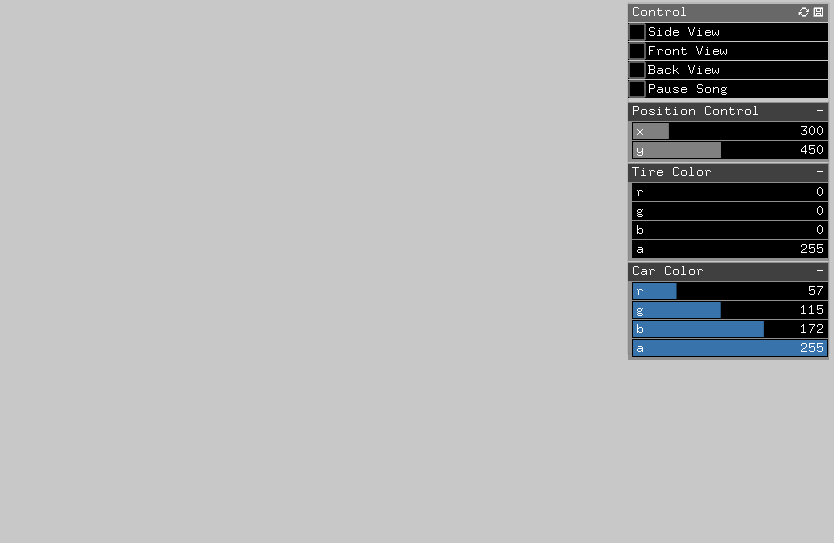 Control
Side View
Front View
Back View
Pause Song
Position Control -
x 300
y 450
Tire Color -
r 0
g 0
b 0
a 255
Car Color -
r 57
g 115
b 172
a 255